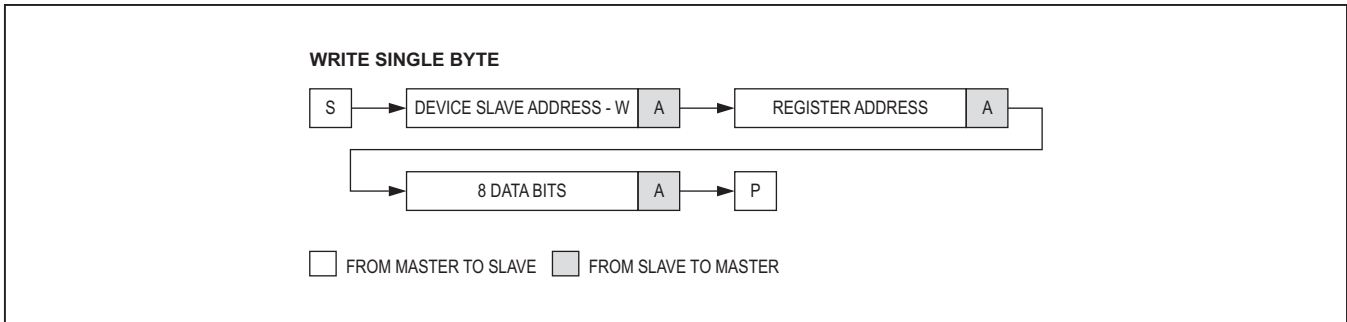 WRITE SINGLE BYTE
S DEVICE SLAVE ADDRESS - W A REGISTER ADDRESS A
8 DATA BITS A P
FROM MASTER TO SLAVE FROM SLAVE TO MASTER